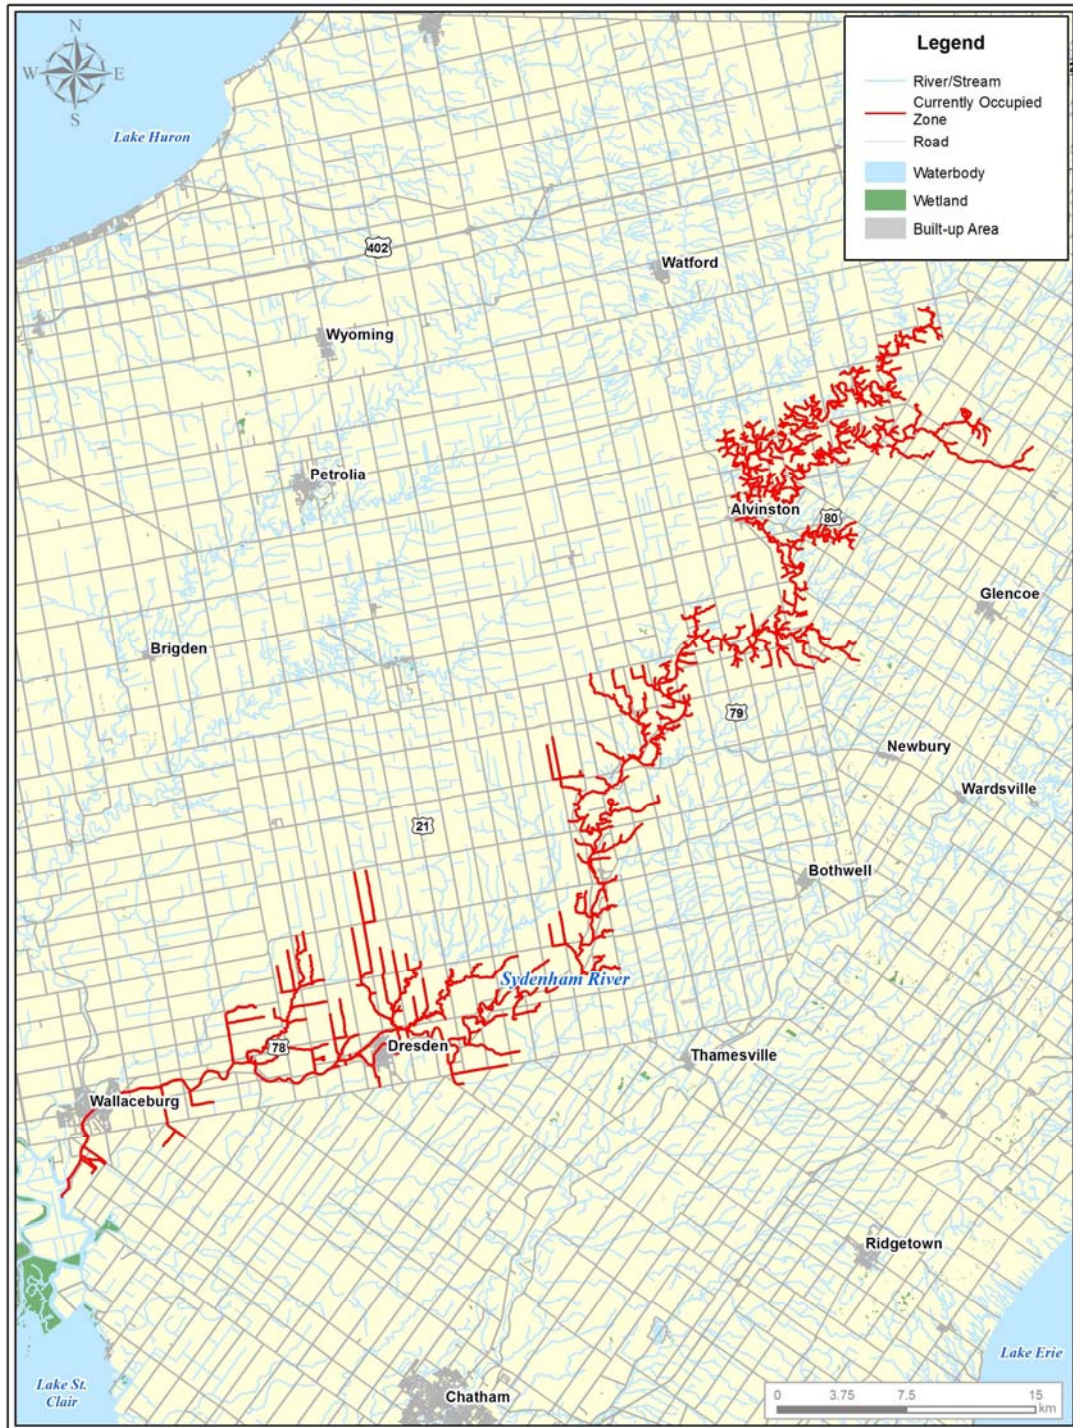 N
W
E
S
Lake Huron
Legend
River/Stream
Currently Occupied
Zone
Road
Waterbody
Wetland
Built-up Area
402
Watford
Wyoming
Petrolia
Alvinston
80
Glencoe
Brigden
79
Newbury
Wardsville
21
Bothwell
Sydenham River
78
Dresden
Thamesville
Wallaceburg
Ridgetown
Lake Erie
Lake St.
Clair
Chatham
0 3.75 7.5 15
km